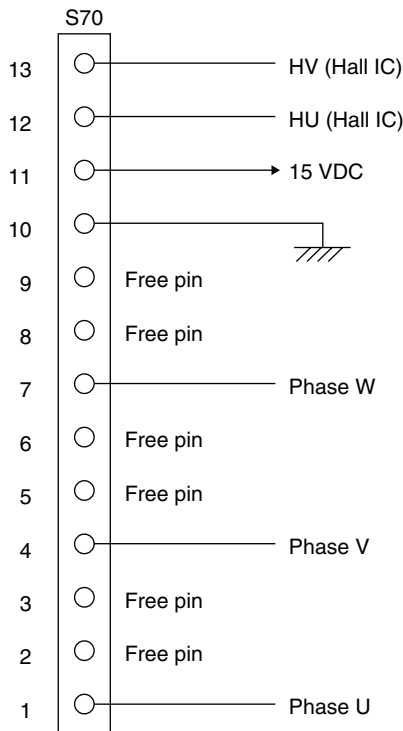 S70
13 HV (Hall IC)
12 HU (Hall IC)
11 15 VDC
10
9 Free pin
8 Free pin
7 Phase W
6 Free pin
5 Free pin
4 Phase V
3 Free pin
2 Free pin
1 Phase U